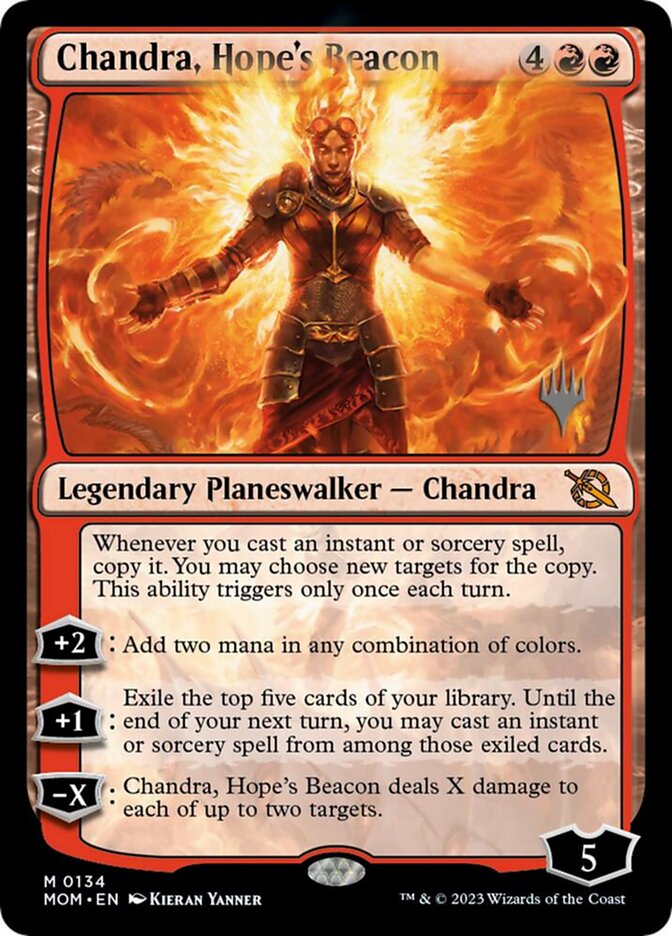 Chandra, Hope's Beacon 4
Legendary Planeswalker — Chandra
Whenever you cast an instant or sorcery spell,
copy it. You may choose new targets for the copy.
This ability triggers only once each turn.
+2 : Add two mana in any combination of colors.
Exile the top five cards of your library. Until the
+1 : end of your next turn, you may cast an instant
or sorcery spell from among those exiled cards.
−X : Chandra, Hope's Beacon deals X damage to
each of up to two targets.
5
M 0134
MOM • EN Kieran Yanner ™ & © 2023 Wizards of the Coast